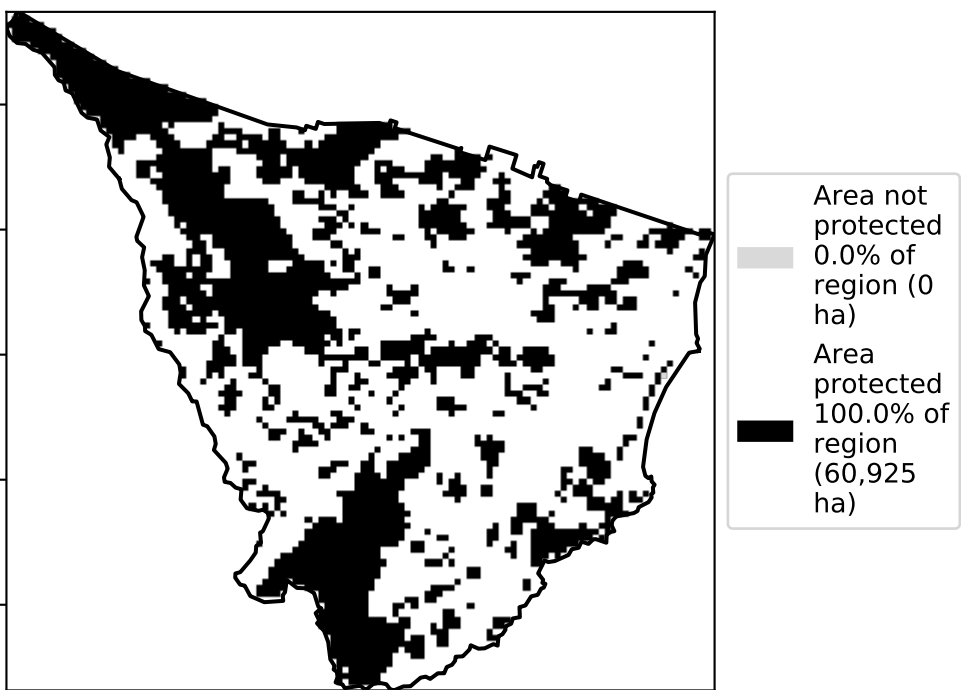 Area not
protected
0.0% of
region (0
ha)
Area
protected
100.0% of
region
(60,925
ha)